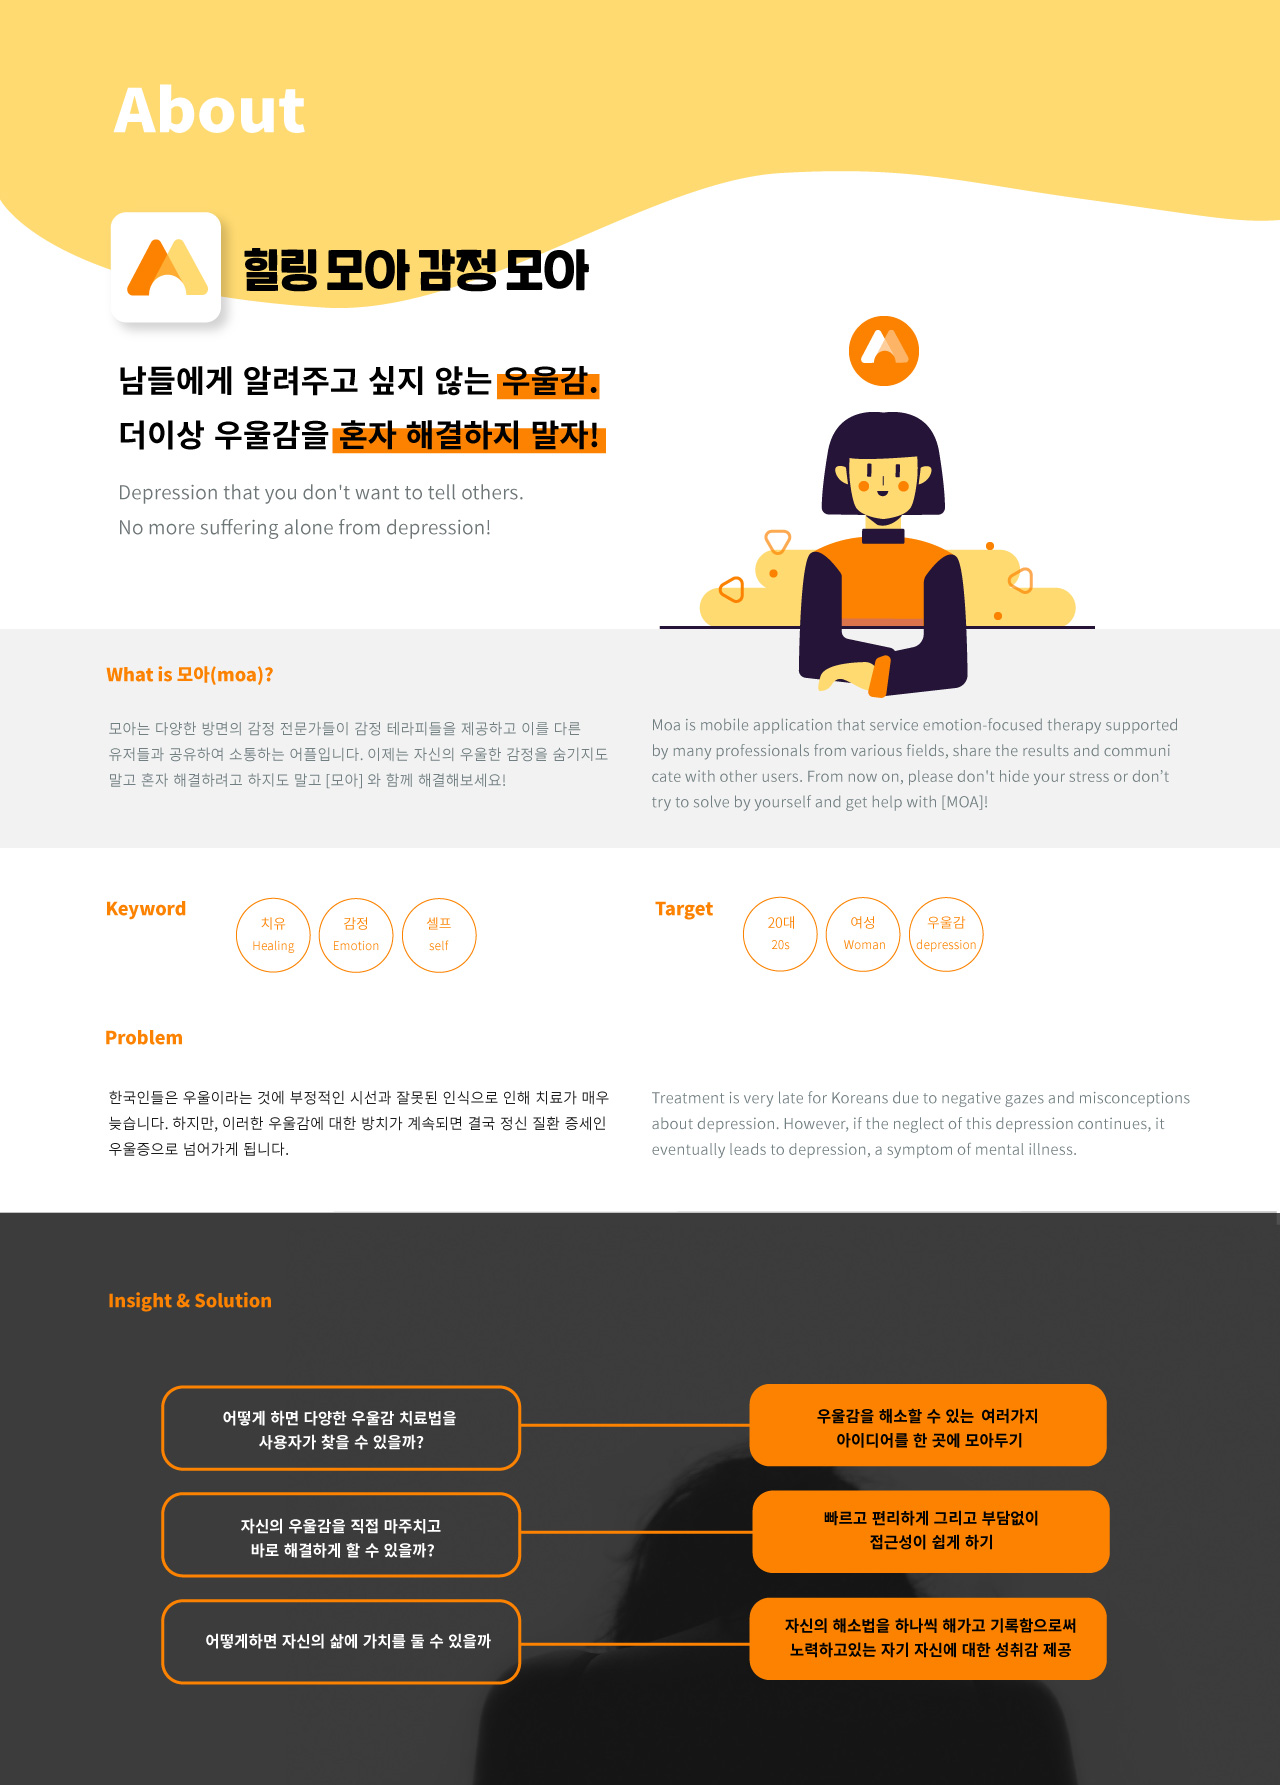 About
힐링 모아 감정 모아
남들에게 알려주고 싶지 않는 우울감.
더이상 우울감을 혼자 해결하지 말자!
Depression that you don't want to tell others.
No more suffering alone from depression!
What is 모아(moa)?
모아는 다양한 방면의 감정 전문가들이 감정 테라피들을 제공하고 이를 다른
유저들과 공유하여 소통하는 어플입니다. 이제는 자신의 우울한 감정을 숨기지도
말고 혼자 해결하려고 하지도 말고 [모아] 와 함께 해결해보세요!
Moa is mobile application that service emotion-focused therapy supported
by many professionals from various fields, share the results and communi
cate with other users. From now on, please don't hide your stress or don’t
try to solve by yourself and get help with [MOA]!
Keyword
치유
Healing
감정
Emotion
셀프
self
Target
20대
20s
여성
Woman
우울감
depression
Problem
한국인들은 우울이라는 것에 부정적인 시선과 잘못된 인식으로 인해 치료가 매우
늦습니다. 하지만, 이러한 우울감에 대한 방치가 계속되면 결국 정신 질환 증세인
우울증으로 넘어가게 됩니다.
Treatment is very late for Koreans due to negative gazes and misconceptions
about depression. However, if the neglect of this depression continues, it
eventually leads to depression, a symptom of mental illness.
Insight & Solution
어떻게 하면 다양한 우울감 치료법을
사용자가 찾을 수 있을까?
우울감을 해소할 수 있는 여러가지
아이디어를 한 곳에 모아두기
자신의 우울감을 직접 마주치고
바로 해결하게 할 수 있을까?
빠르고 편리하게 그리고 부담없이
접근성이 쉽게 하기
어떻게하면 자신의 삶에 가치를 둘 수 있을까
자신의 해소법을 하나씩 해가고 기록함으로써
노력하고있는 자기 자신에 대한 성취감 제공